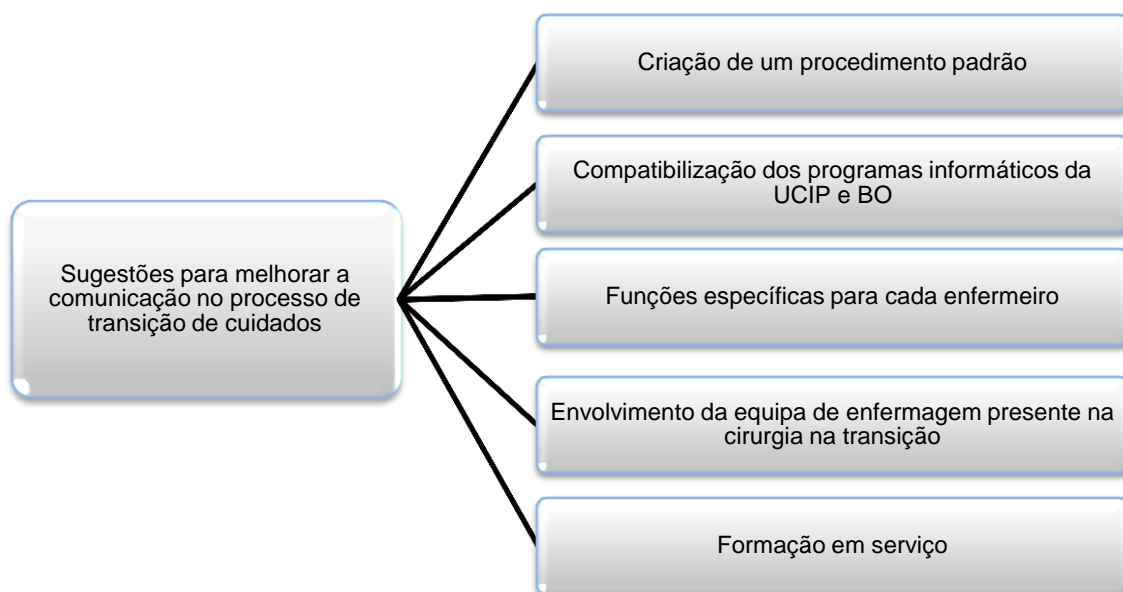 Sugestões para melhorar a
comunicação no processo de
transição de cuidados
Criação de um procedimento padrão
Compatibilização dos programas informáticos da
UCIP e BO
Funções específicas para cada enfermeiro
Envolvimento da equipa de enfermagem presente na
cirurgia na transição
Formação em serviço